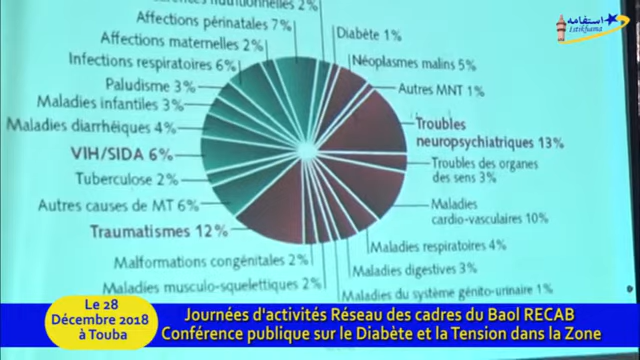 nutritionnelles 2%
Affections périnatales 7%
Affections maternelles 2%
Infections respiratoires 6%
Paludisme 3%
Maladies infantiles 3%
Maladies diarrhéiques 4%
VIH/SIDA 6%
Tuberculose 2%
Autres causes de MT 6%
Traumatismes 12%
Malformations congénitales 2%
Maladies musculo-squelettiques 2%
Diabète 1%
Néoplasmes malins 5%
Autres MNT 1%
Troubles
neuropsychiatriques 13%
Troubles des organes
des sens 3%
Maladies
cardio-vasculaires 10%
Maladies respiratoires 4%
Maladies digestives 3%
Maladies du système génito-urinaire 1%
استقامة
Istikhama
Le 28
Décembre 2018
à Touba
Journées d'activités Réseau des cadres du Baol RECAB
Conférence publique sur le Diabète et la Tension dans la Zone